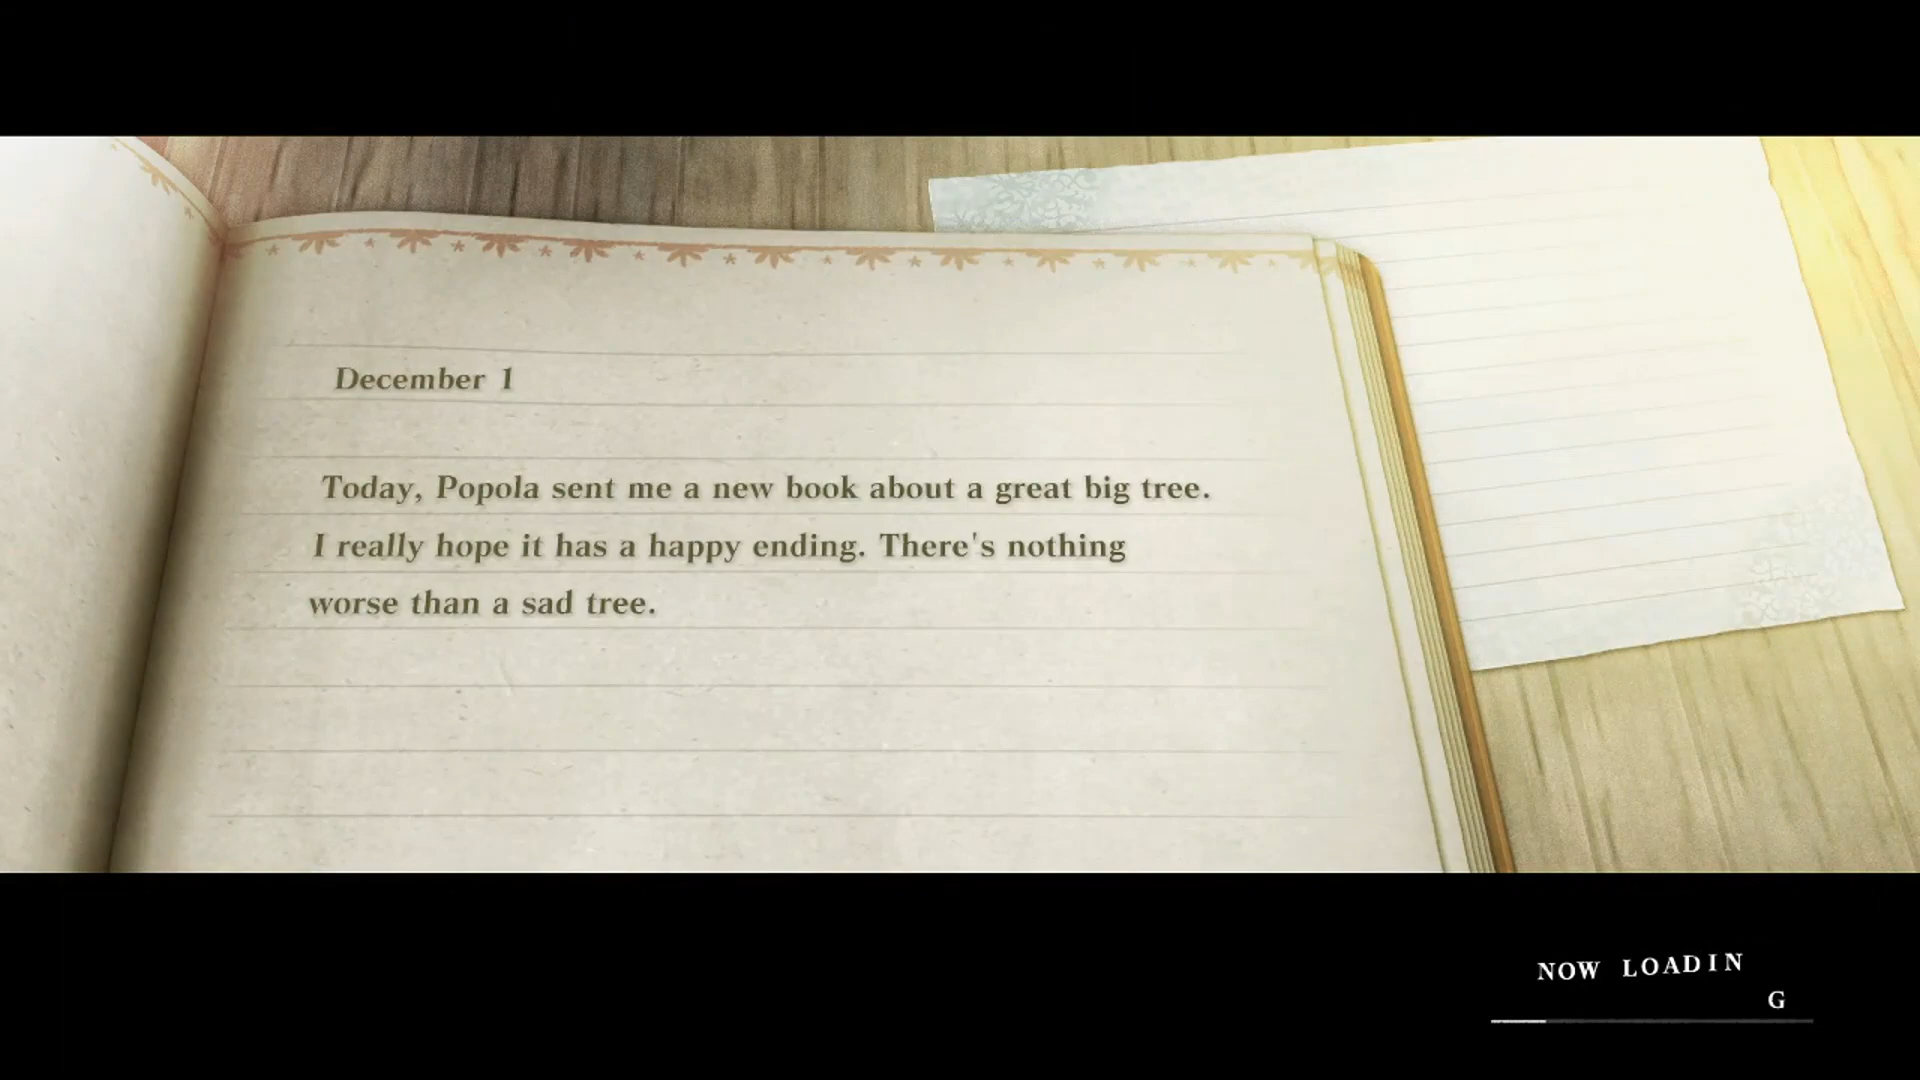 December 1
Today, Popola sent me a new book about a great big tree.
I really hope it has a happy ending. There's nothing
worse than a sad tree.
NOW LOADIN
G